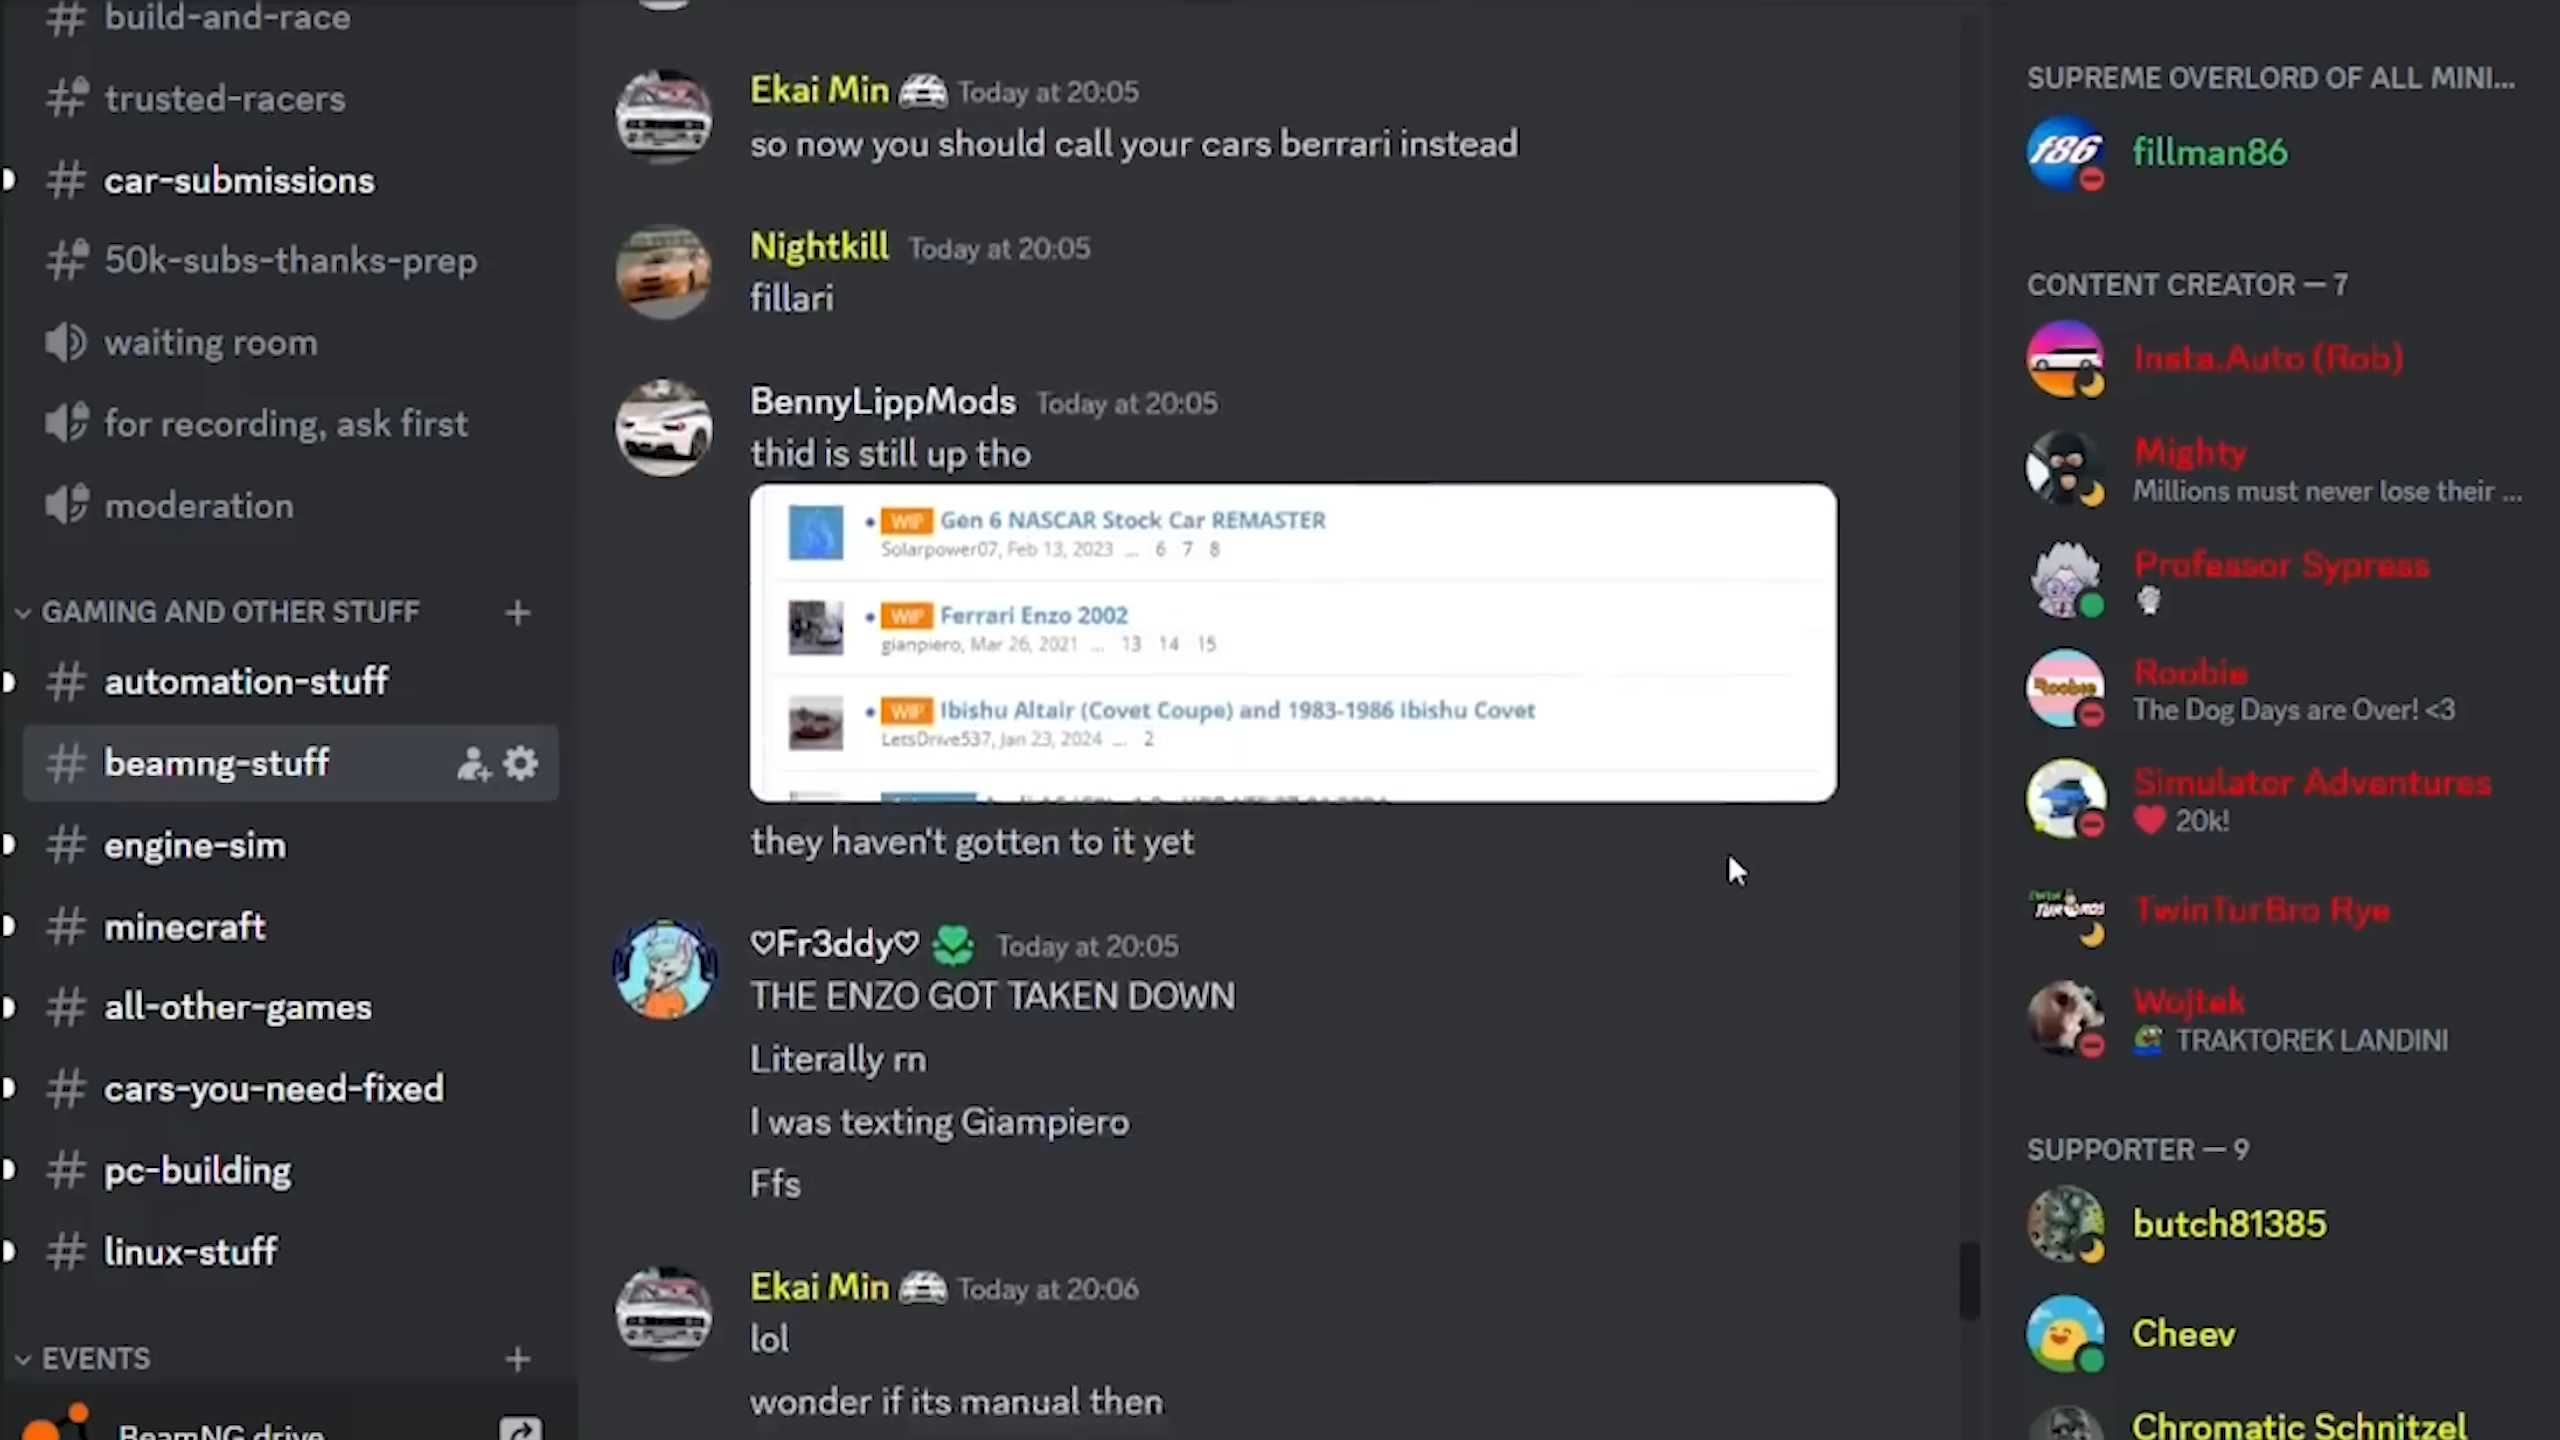 build-and-race
trusted-racers
car-submissions
50k-subs-thanks-prep
waiting room
for recording, ask first
moderation
GAMING AND OTHER STUFF
automation-stuff
beamng-stuff
engine-sim
minecraft
all-other-games
cars-you-need-fixed
pc-building
linux-stuff
EVENTS
BeamNG.drive
Ekai Min Today at 20:05
so now you should call your cars berrari instead
Nightkill Today at 20:05
fillari
BennyLippMods Today at 20:05
thid is still up tho
WIP Gen 6 NASCAR Stock Car REMASTER
Solarpower07, Feb 13, 2023 ... 6 7 8
WIP Ferrari Enzo 2002
gianpiero, Mar 26, 2021 ... 13 14 15
WIP Ibishu Altair (Covet Coupe) and 1983-1986 Ibishu Covet
LetsDrive537, Jan 23, 2024 ... 2
they haven't gotten to it yet
♡Fr3ddy♡ Today at 20:05
THE ENZO GOT TAKEN DOWN
Literally rn
I was texting Giampiero
Ffs
Ekai Min Today at 20:06
lol
wonder if its manual then
SUPREME OVERLORD OF ALL MINI...
f86
fillman86
CONTENT CREATOR — 7
Insta.Auto (Rob)
Mighty
Millions must never lose their ...
Professor Sypress
Roobie
Roobie
The Dog Days are Over! <3
Simulator Adventures
20k!
TwinTurBro Rye
Wojtek
TRAKTOREK LANDINI
SUPPORTER — 9
butch81385
Cheev
Chromatic Schnitzel